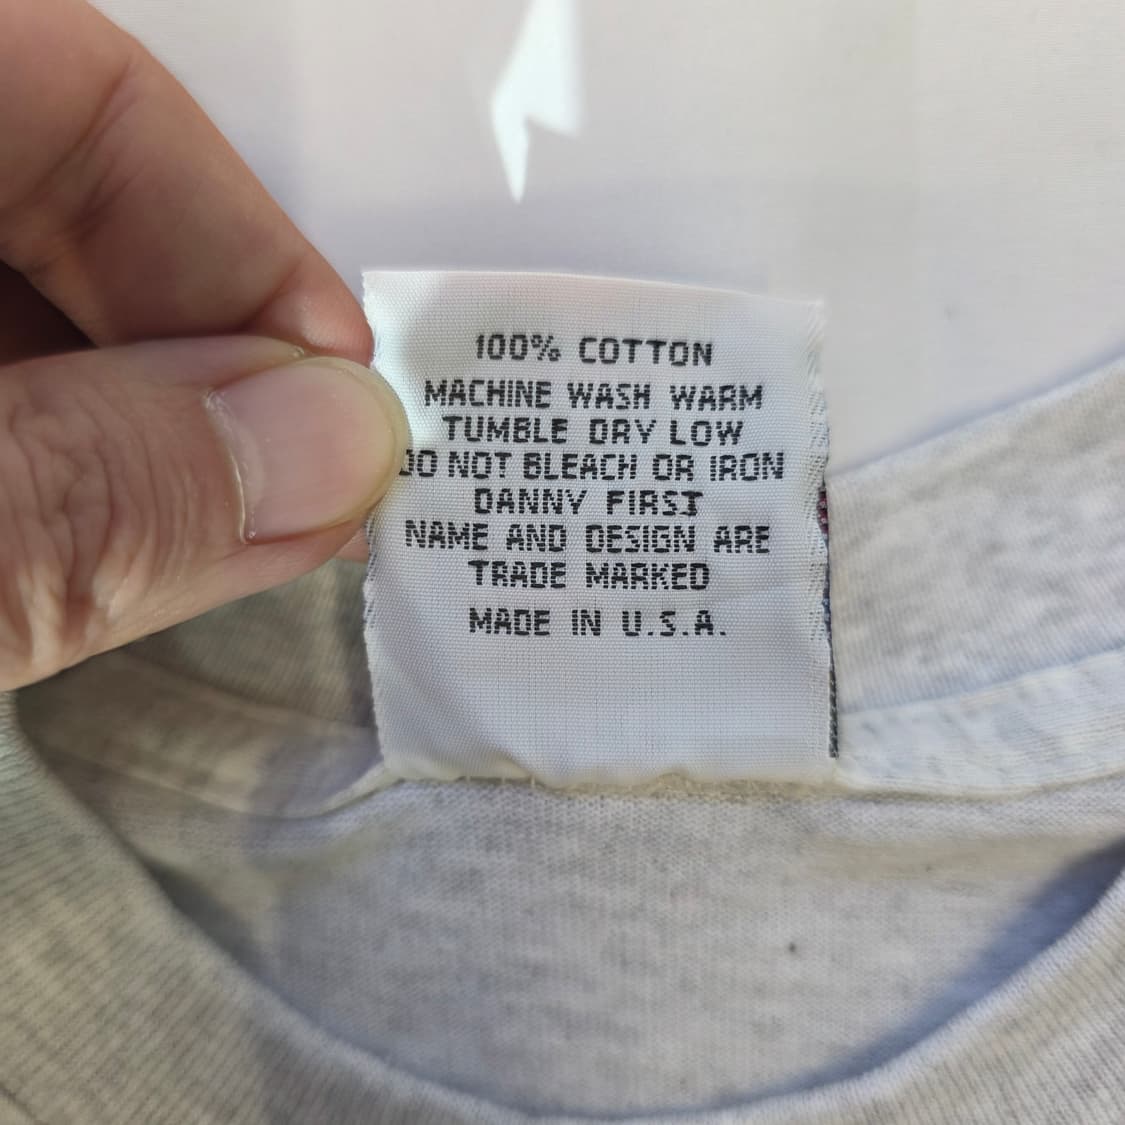 100% COTTON
MACHINE WASH WARM
TUMBLE DRY LOW
DO NOT BLEACH OR IRON
DANNY FIRST
NAME AND DESIGN ARE
TRADE MARKED
MADE IN U.S.A.